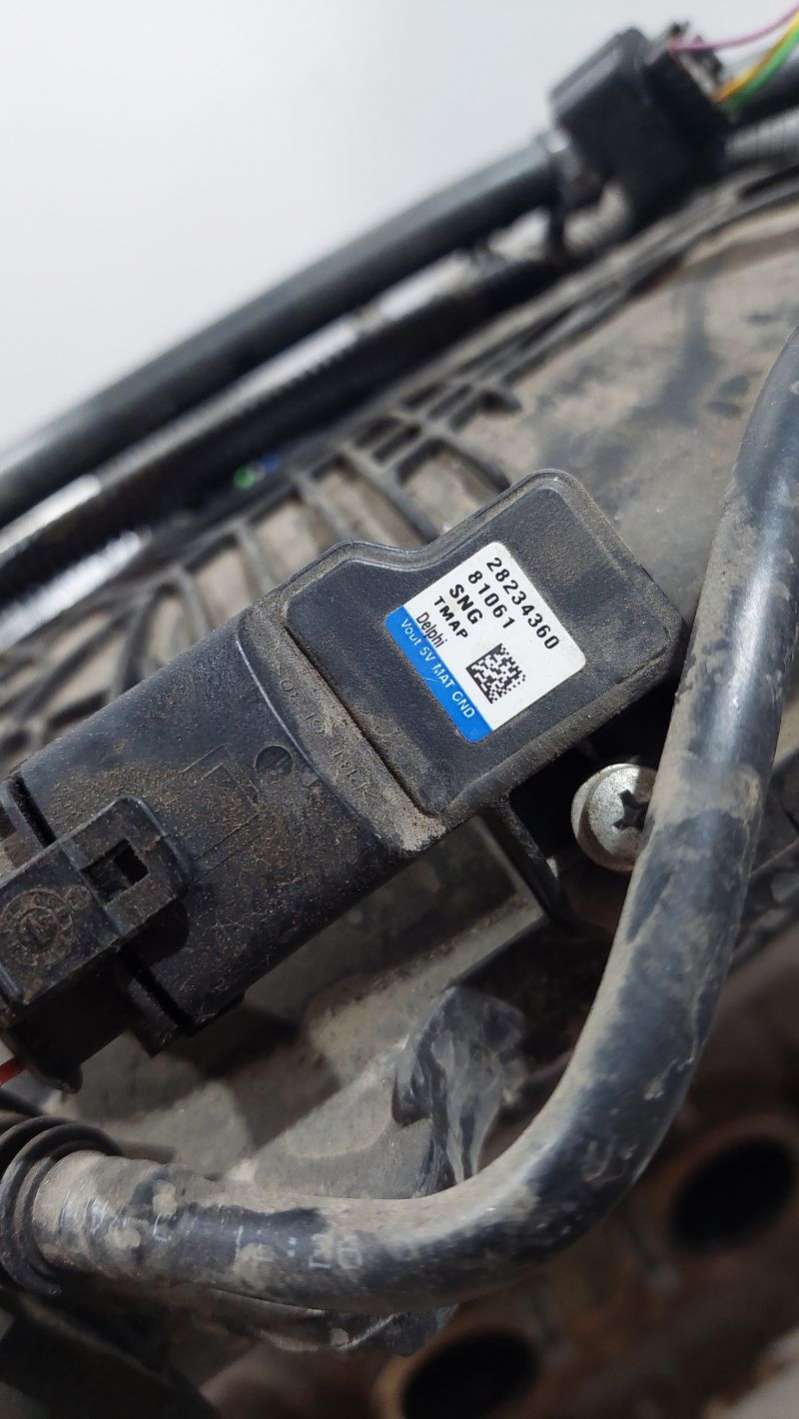 28234360
81061
SNG
TMAP
Delphi
Vout 5V MAT GND